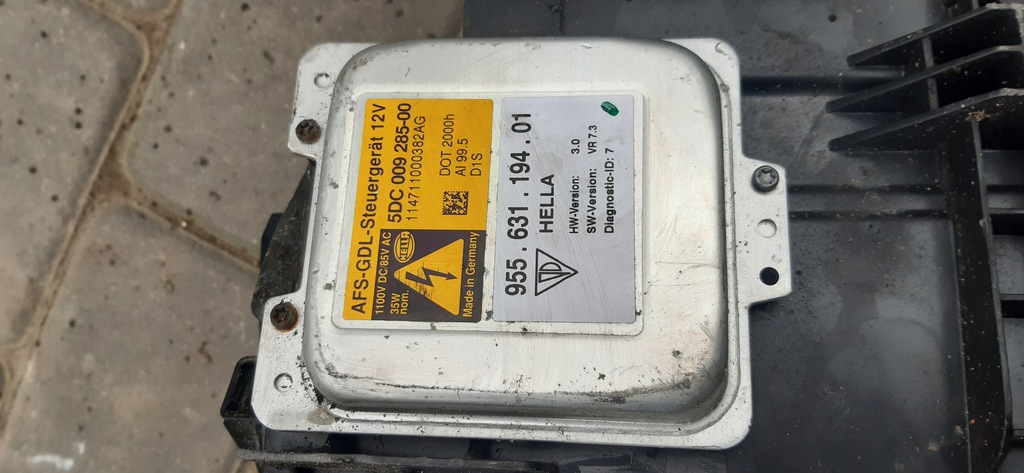 AFS-GDL-Steuergerät 12V
5DC 009 285-00
1147110000382AG
1100V DC/85V AC
35W
nom.
HELLA
DOT 2000h
AI 99.5
D1S
Made in Germany
955.631.194.01
HELLA
HW-Version: 3.0
SW-Version: VR 7.3
Diagnostic-ID: 7